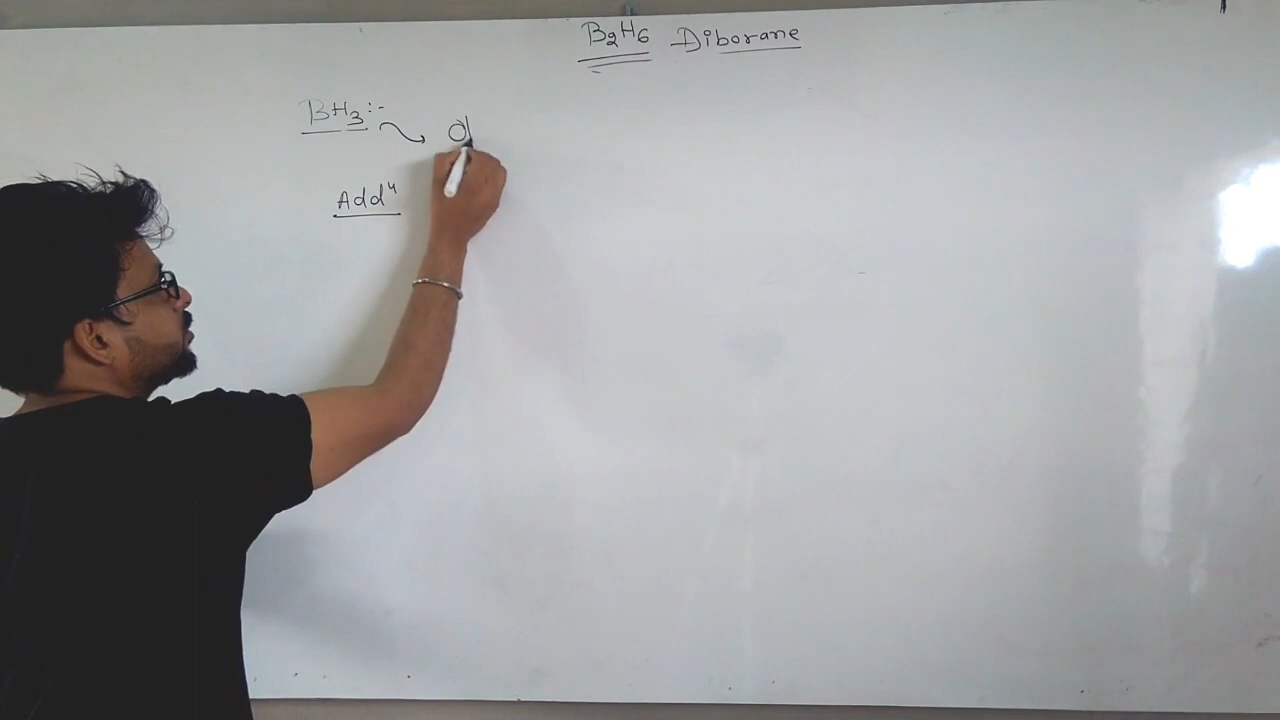 B₂H₆ Diborane
BH₃:-
Addⁿ